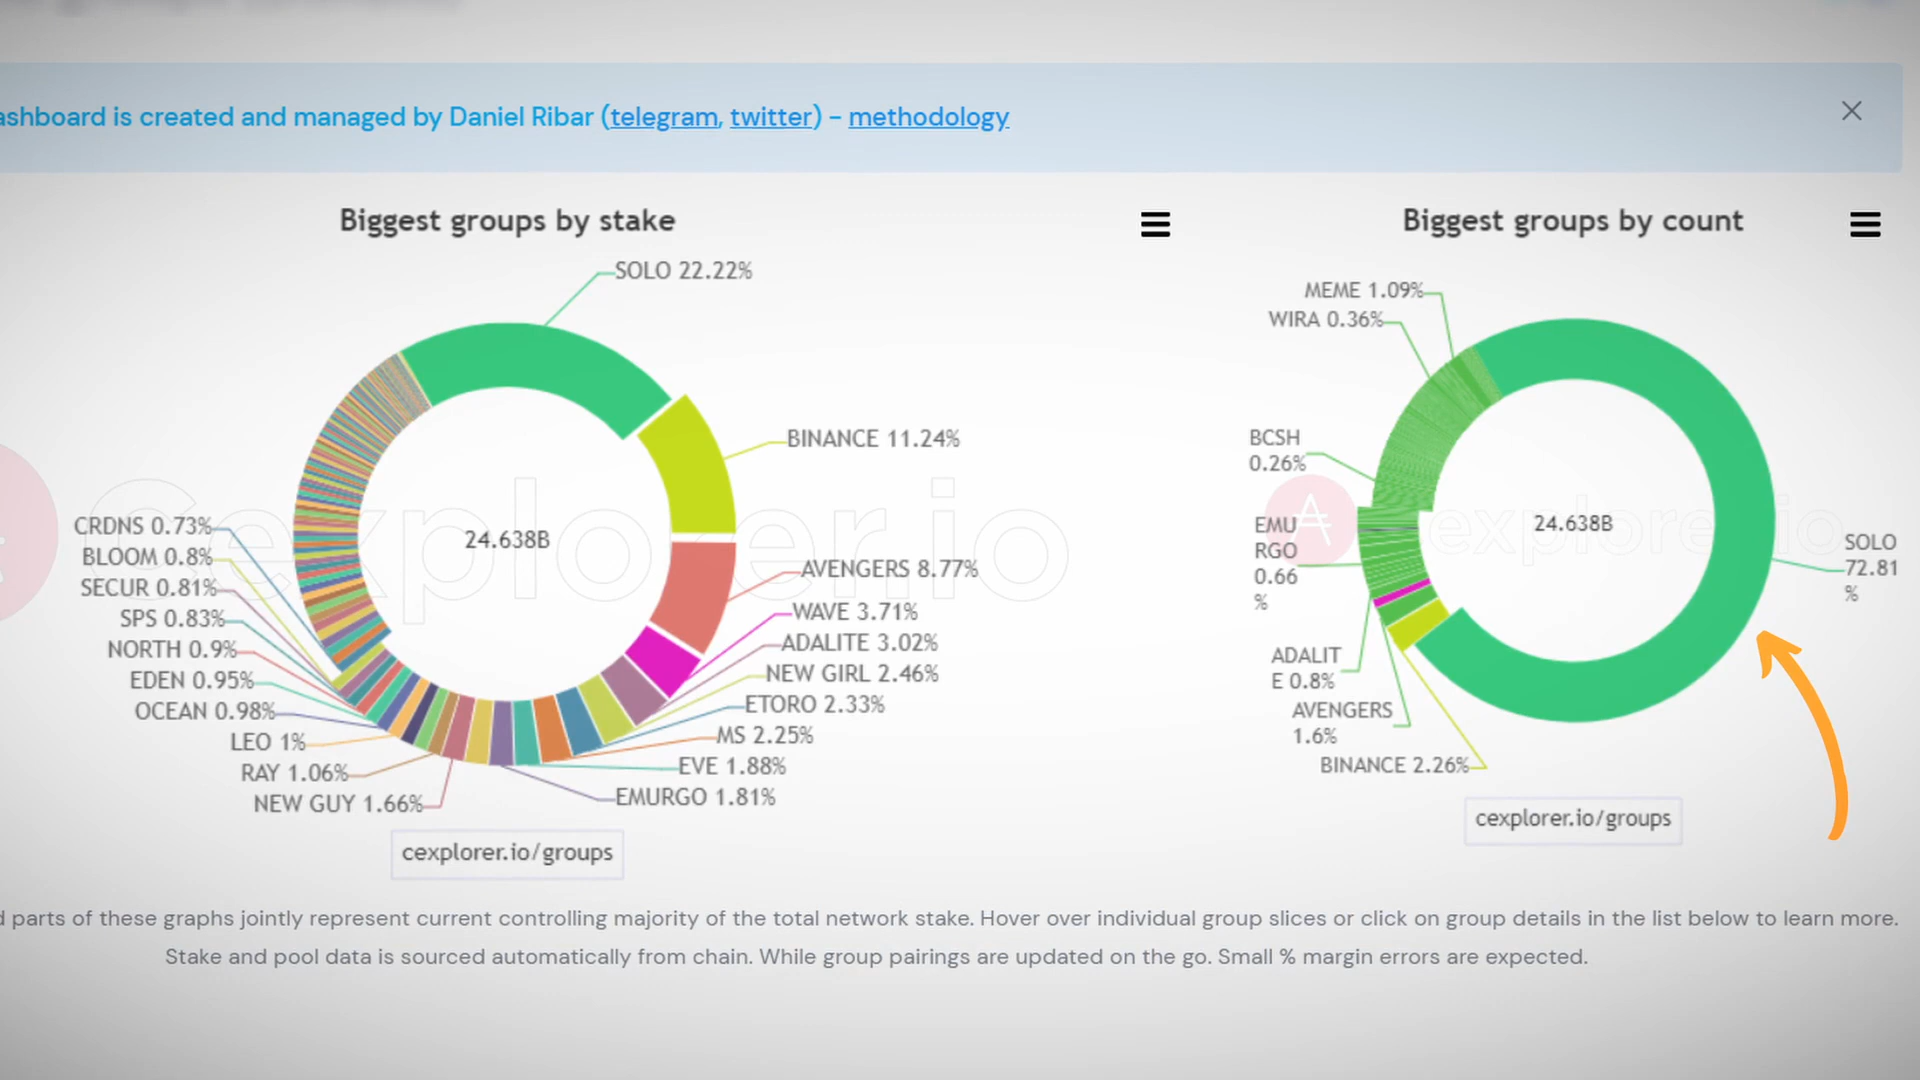 ashboard is created and managed by Daniel Ribar (telegram, twitter) - methodology
Biggest groups by stake
SOLO 22.22%
BINANCE 11.24%
AVENGERS 8.77%
WAVE 3.71%
ADALITE 3.02%
NEW GIRL 2.46%
ETORO 2.33%
MS 2.25%
EVE 1.88%
EMURGO 1.81%
NEW GUY 1.66%
RAY 1.06%
LEO 1%
OCEAN 0.98%
EDEN 0.95%
NORTH 0.9%
SPS 0.83%
SECUR 0.81%
BLOOM 0.8%
CRDNS 0.73%
24.638B
Cexplorer.io
cexplorer.io/groups
Biggest groups by count
MEME 1.09%
WIRA 0.36%
BCSH
0.26%
EMU
RGO
0.66
%
ADALIT
E 0.8%
AVENGERS
1.6%
BINANCE 2.26%
SOLO
72.81
%
24.638B
Cexplorer.io
cexplorer.io/groups
d parts of these graphs jointly represent current controlling majority of the total network stake. Hover over individual group slices or click on group details in the list below to learn more.
Stake and pool data is sourced automatically from chain. While group pairings are updated on the go. Small % margin errors are expected.